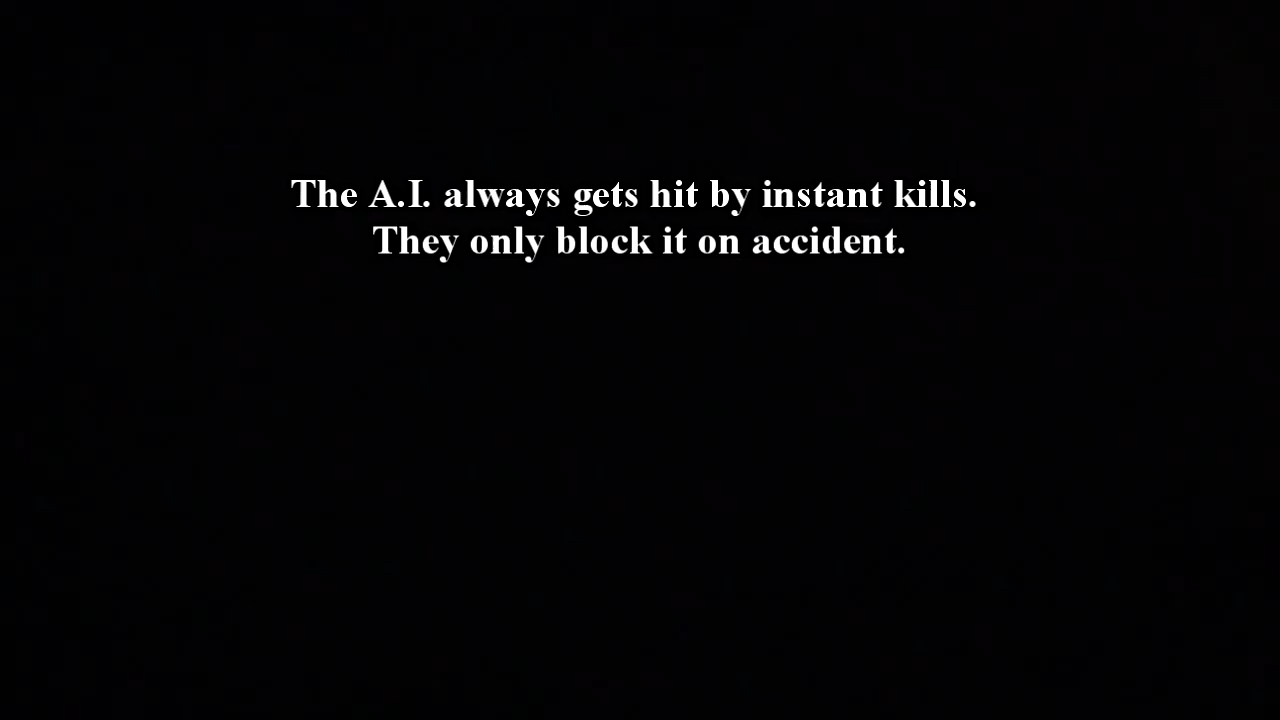 The A.I. always gets hit by instant kills.
They only block it on accident.